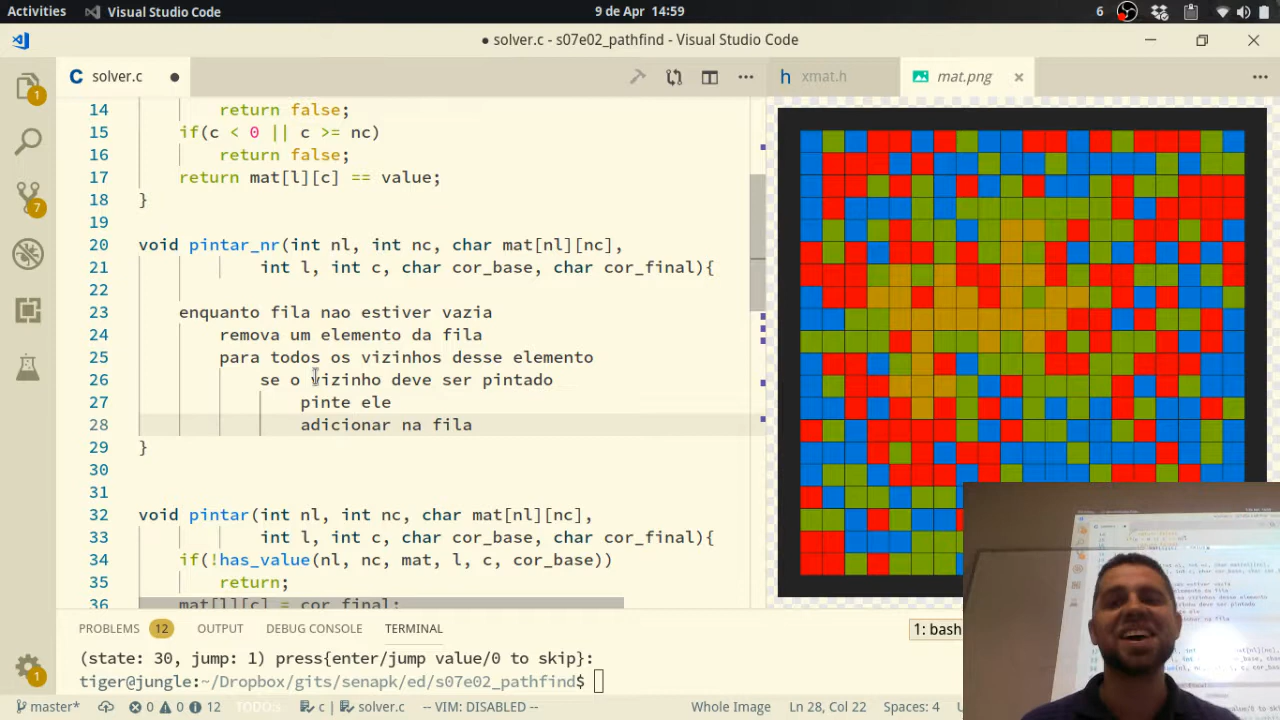 Activities Visual Studio Code 9 de Apr 14:59 6
● solver.c - s07e02_pathfind - Visual Studio Code
C solver.c ● h xmat.h mat.png
14 return false;
15 if(c < 0 || c >= nc)
16 return false;
17 return mat[l][c] == value;
18 }
19
20 void pintar_nr(int nl, int nc, char mat[nl][nc],
21 int l, int c, char cor_base, char cor_final){
22
23 enquanto fila nao estiver vazia
24 remova um elemento da fila
25 para todos os vizinhos desse elemento
26 se o vizinho deve ser pintado
27 pinte ele
28 adicionar na fila
29 }
30
31
32 void pintar(int nl, int nc, char mat[nl][nc],
33 int l, int c, char cor_base, char cor_final){
34 if(!has_value(nl, nc, mat, l, c, cor_base))
35 return;
36 mat[l][c] = cor_final;
1
7
1
PROBLEMS 12 OUTPUT DEBUG CONSOLE TERMINAL 1: bash
(state: 30, jump: 1) press{enter/jump value/0 to skip}:
tiger@jungle:~/Dropbox/gits/senapk/ed/s07e02_pathfind$
master* 0 0 12 TODO: c | solver.c -- VIM: DISABLED -- Whole Image Ln 28, Col 22 Spaces: 4